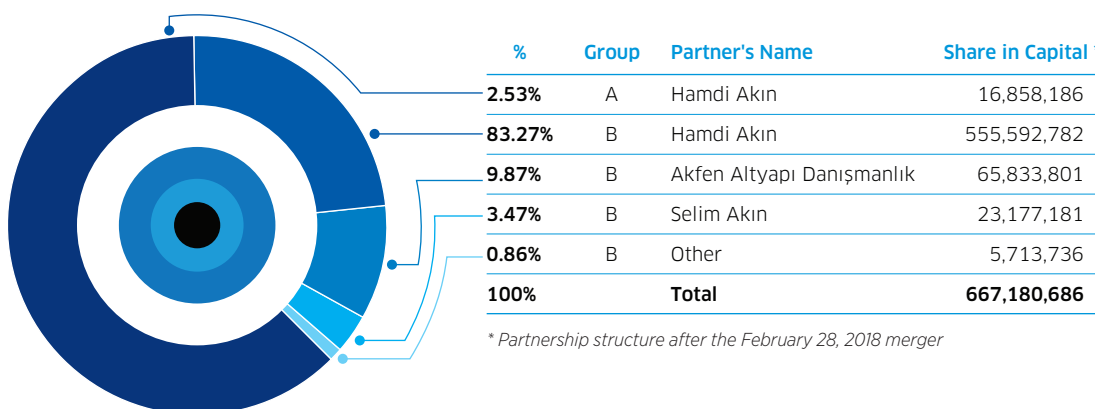 % Group Partner's Name Share in Capital
2.53% A Hamdi Akın 16,858,186
83.27% B Hamdi Akın 555,592,782
9.87% B Akfen Altyapı Danışmanlık 65,833,801
3.47% B Selim Akın 23,177,181
0.86% B Other 5,713,736
100% Total 667,180,686
* Partnership structure after the February 28, 2018 merger